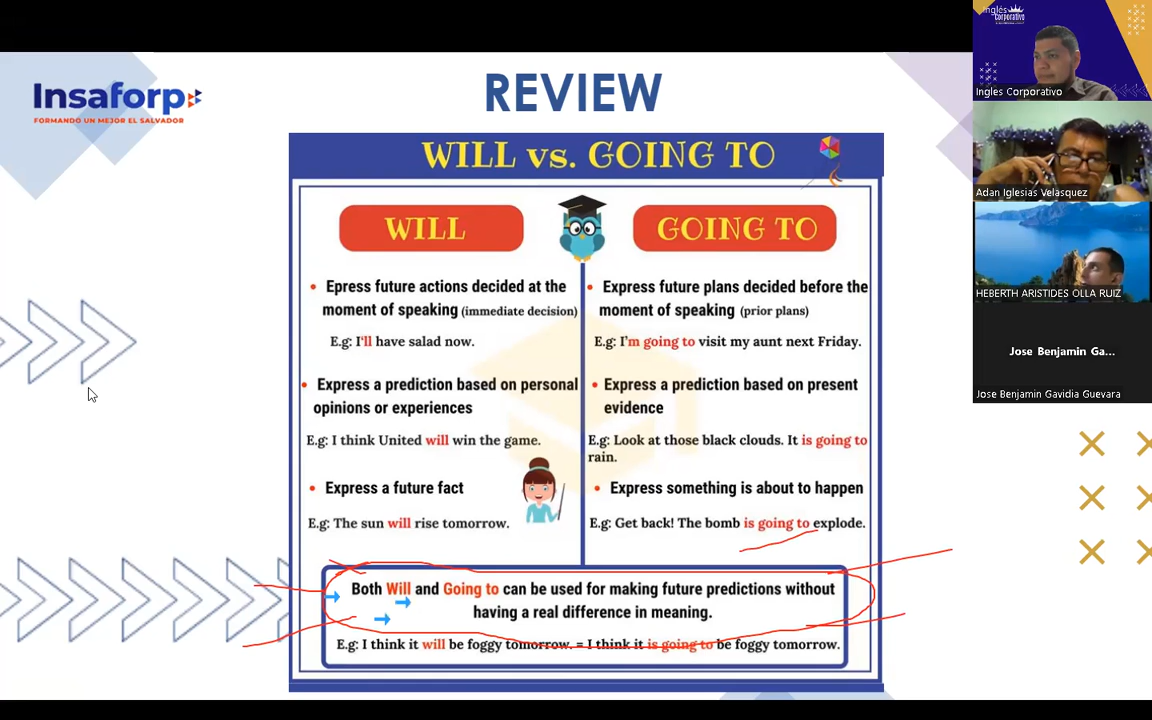 Insaforp
FORMANDO UN MEJOR EL SALVADOR
REVIEW
WILL vs. GOING TO
WILL
Epress future actions decided at the
moment of speaking (immediate decision)
E.g: I'll have salad now.
Express a prediction based on personal
opinions or experiences
E.g: I think United will win the game.
Express a future fact
E.g: The sun will rise tomorrow.
GOING TO
Express future plans decided before the
moment of speaking (prior plans)
E.g: I'm going to visit my aunt next Friday.
Express a prediction based on present
evidence
E.g: Look at those black clouds. It is going to
rain.
Express something is about to happen
E.g: Get back! The bomb is going to explode.
Both Will and Going to can be used for making future predictions without
having a real difference in meaning.
E.g: I think it will be foggy tomorrow. = I think it is going to be foggy tomorrow.
Inglés
Corporativo
Ingles Corporativo
Adan Iglesias Velasquez
HEBERTH ARISTIDES OLLA RUIZ
Jose Benjamin Ga...
Jose Benjamin Gavidia Guevara